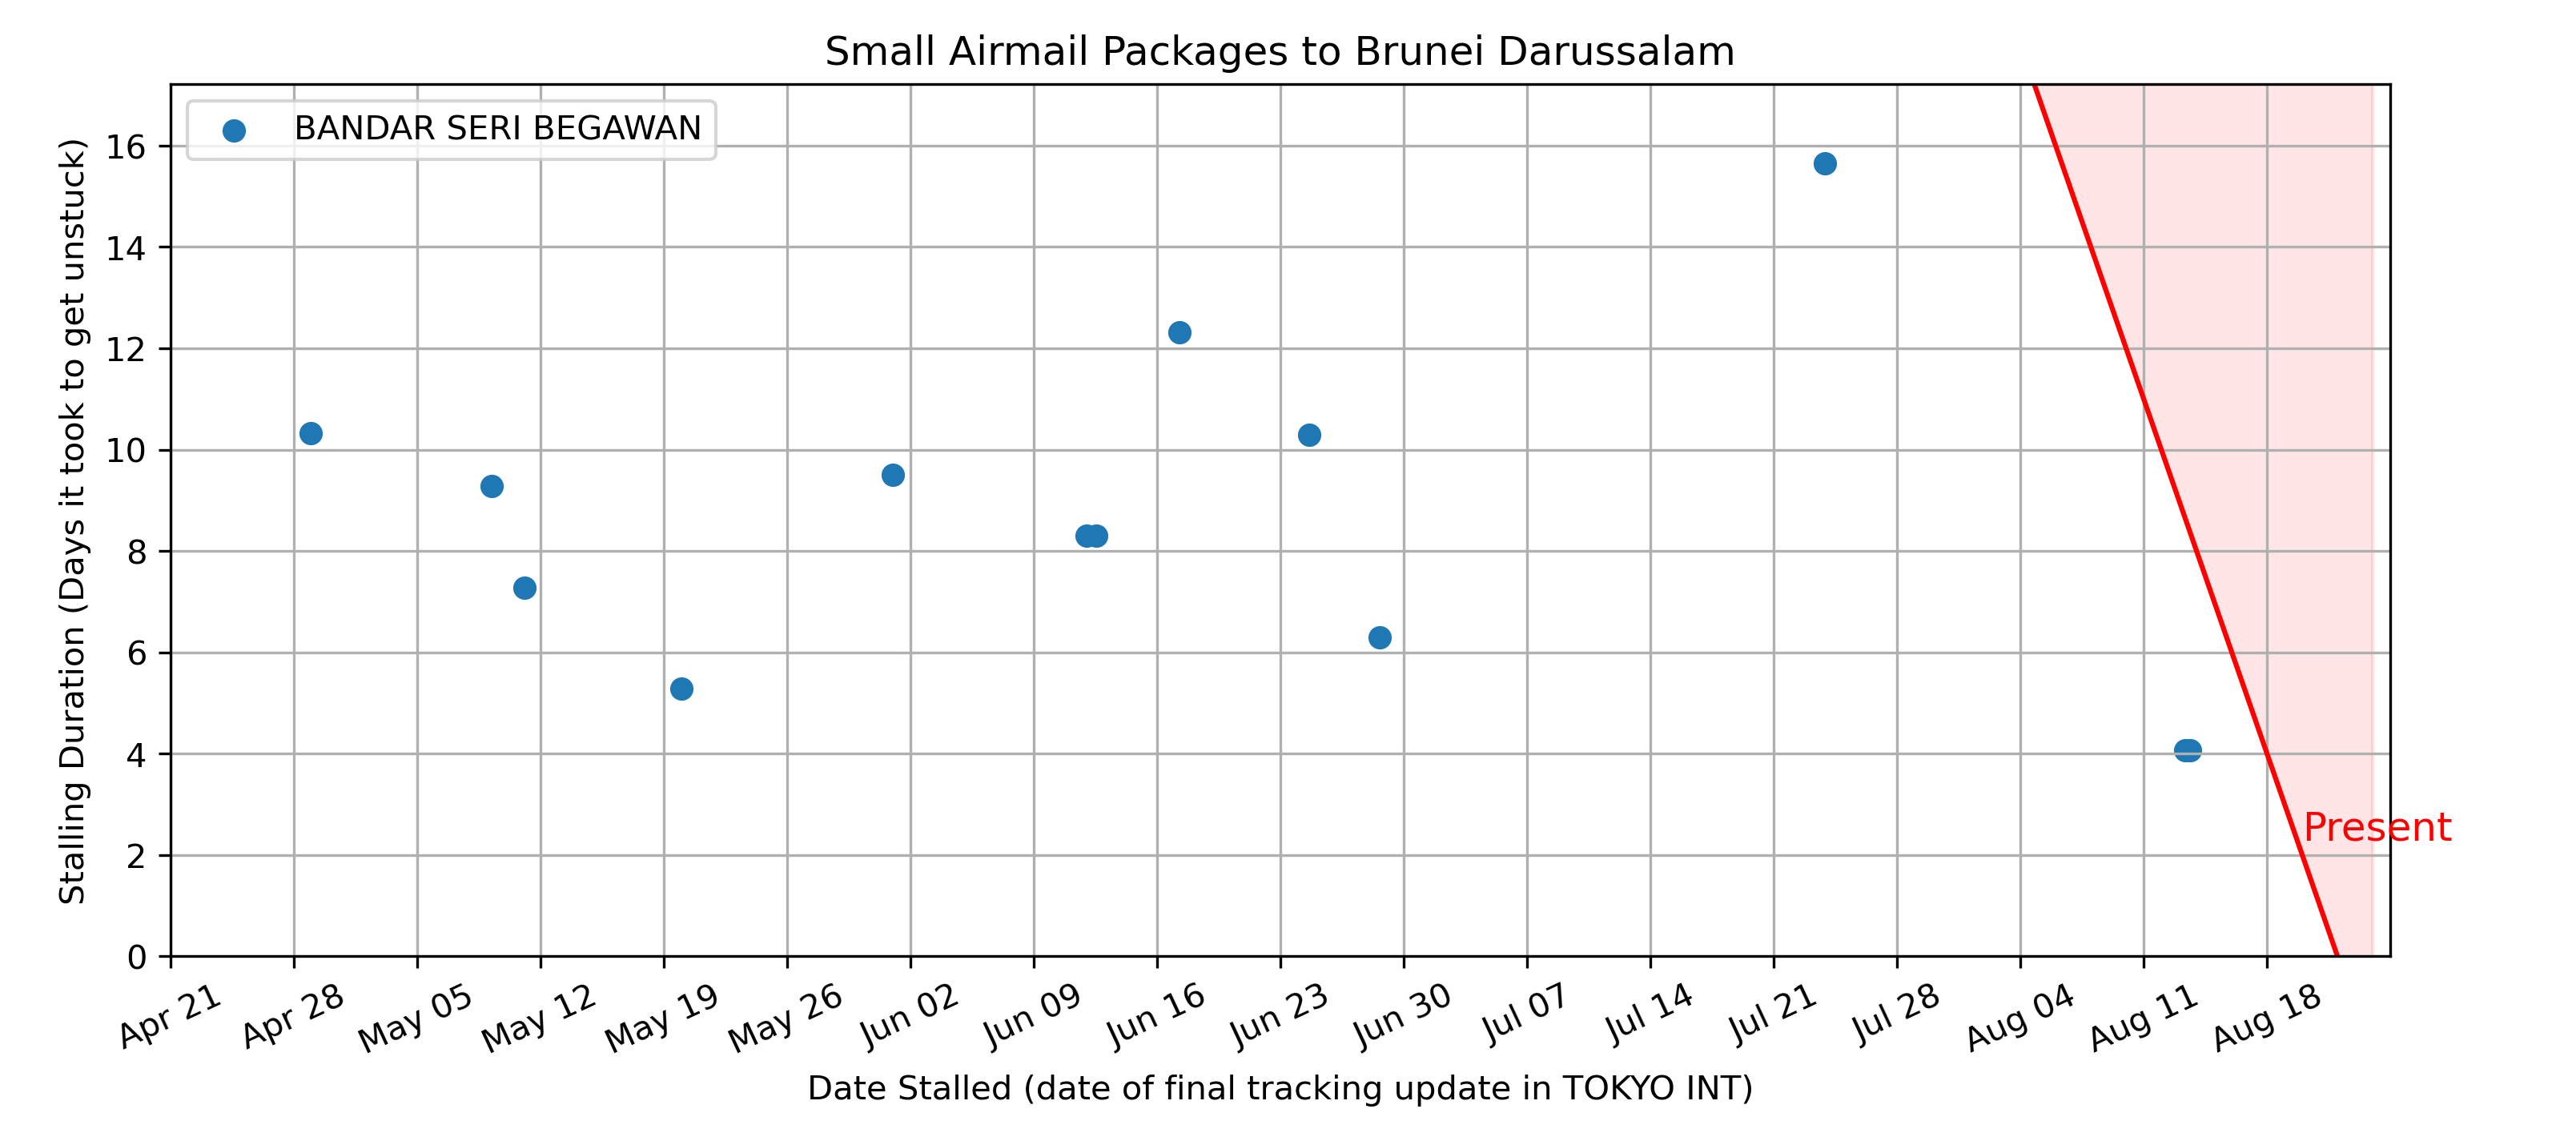 Small Airmail Packages to Brunei Darussalam
BANDAR SERI BEGAWAN
Stalling Duration (Days it took to get unstuck)
16
14
12
10
8
6
4
2
0
Present
Apr 21
Apr 28
May 05
May 12
May 19
May 26
Jun 02
Jun 09
Jun 16
Jun 23
Jun 30
Jul 07
Jul 14
Jul 21
Jul 28
Aug 04
Aug 11
Aug 18
Date Stalled (date of final tracking update in TOKYO INT)